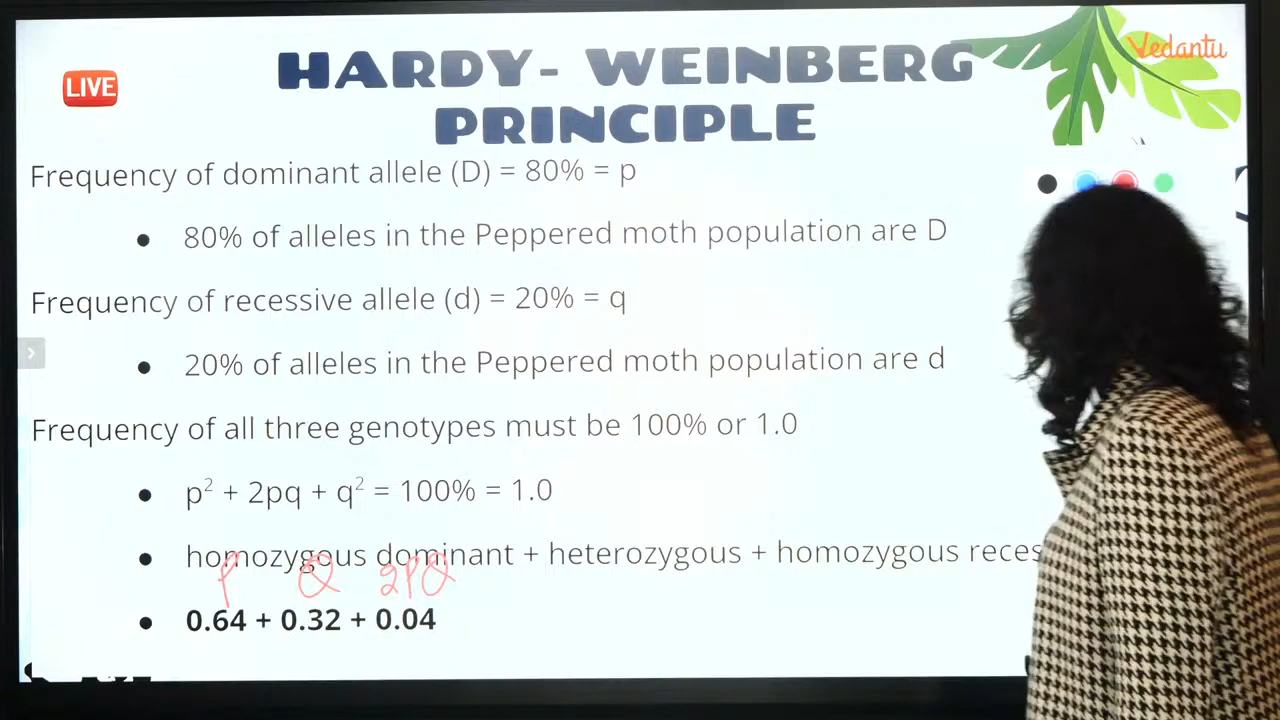 LIVE
HARDY- WEINBERG
PRINCIPLE
Vedantu
Frequency of dominant allele (D) = 80% = p
● 80% of alleles in the Peppered moth population are D
Frequency of recessive allele (d) = 20% = q
● 20% of alleles in the Peppered moth population are d
Frequency of all three genotypes must be 100% or 1.0
● p² + 2pq + q² = 100% = 1.0
● homozygous dominant + heterozygous + homozygous reces
P Q 2PQ
● 0.64 + 0.32 + 0.04